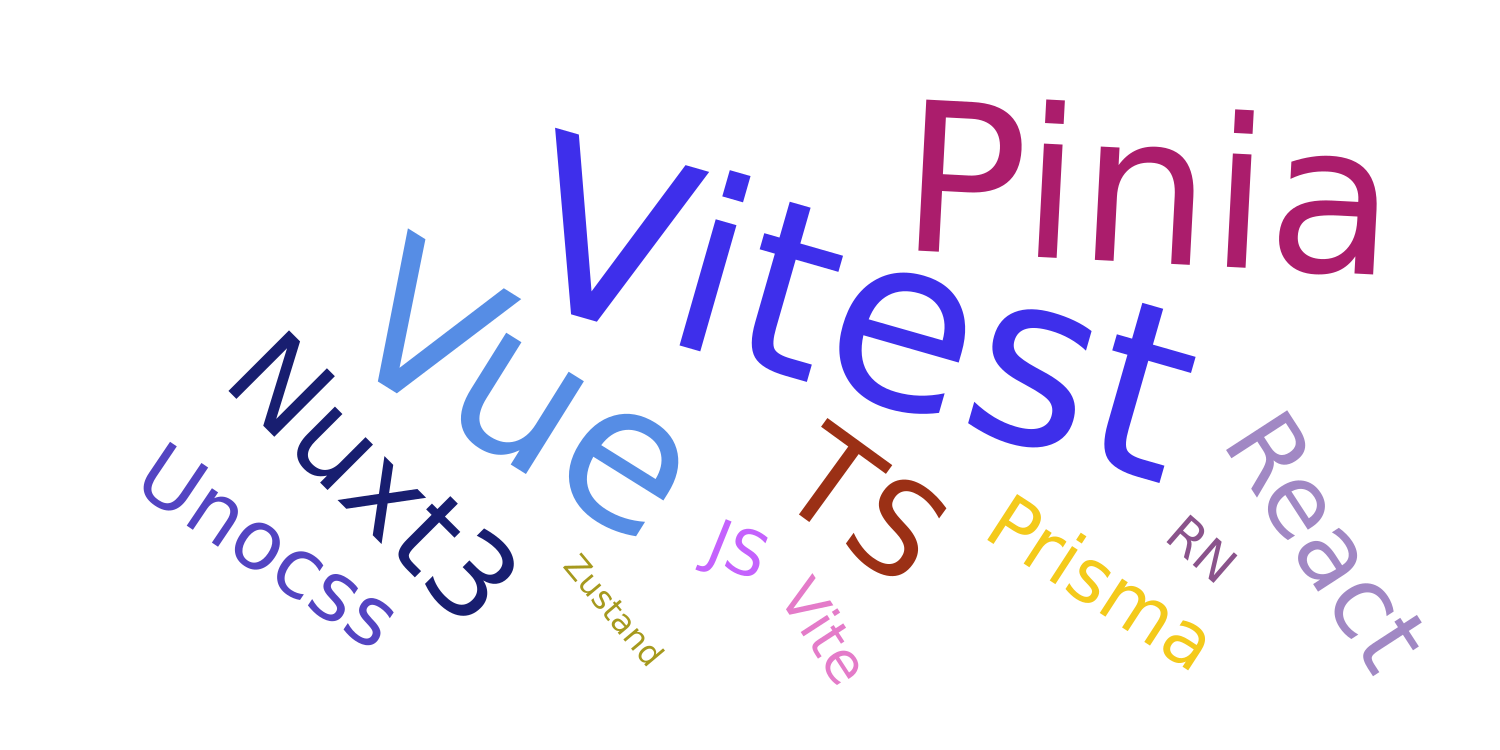 Pinia
Vitest
Vue
Nuxt3
Unocss
TS
React
Prisma
RN
JS
Zustand
Vite